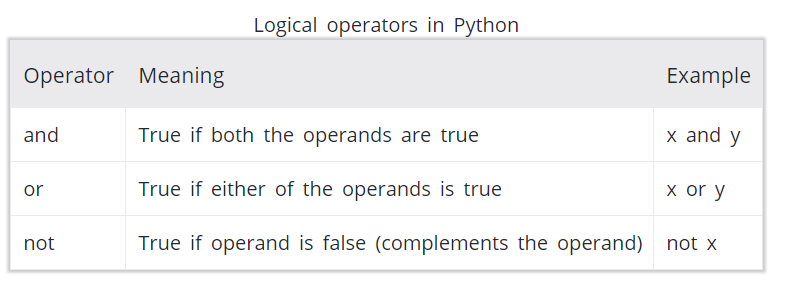 Logical operators in Python
Operator Meaning Example
and True if both the operands are true x and y
or True if either of the operands is true x or y
not True if operand is false (complements the operand) not x